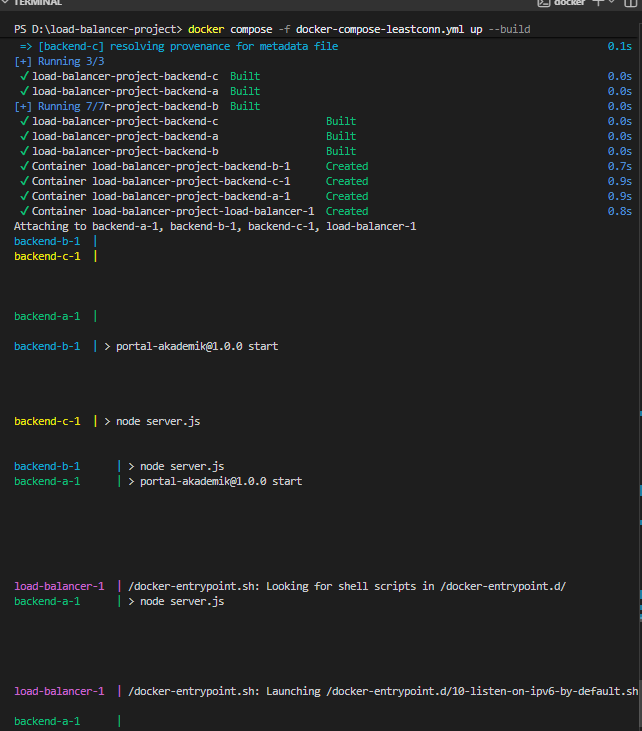 TERMINAL
docker
PS D:\load-balancer-project> docker compose -f docker-compose-leastconn.yml up --build
=> [backend-c] resolving provenance for metadata file 0.1s
[+] Running 3/3
✓ load-balancer-project-backend-c Built 0.0s
✓ load-balancer-project-backend-a Built 0.0s
[+] Running 7/7r-project-backend-b Built 0.0s
✓ load-balancer-project-backend-c Built 0.0s
✓ load-balancer-project-backend-a Built 0.0s
✓ load-balancer-project-backend-b Built 0.0s
✓ Container load-balancer-project-backend-b-1 Created 0.7s
✓ Container load-balancer-project-backend-c-1 Created 0.9s
✓ Container load-balancer-project-backend-a-1 Created 0.9s
✓ Container load-balancer-project-load-balancer-1 Created 0.8s
Attaching to backend-a-1, backend-b-1, backend-c-1, load-balancer-1
backend-b-1 |
backend-c-1 |
backend-a-1 |
backend-b-1 | > portal-akademik@1.0.0 start
backend-c-1 | > node server.js
backend-b-1 | > node server.js
backend-a-1 | > portal-akademik@1.0.0 start
load-balancer-1 | /docker-entrypoint.sh: Looking for shell scripts in /docker-entrypoint.d/
backend-a-1 | > node server.js
load-balancer-1 | /docker-entrypoint.sh: Launching /docker-entrypoint.d/10-listen-on-ipv6-by-default.sh
backend-a-1 |